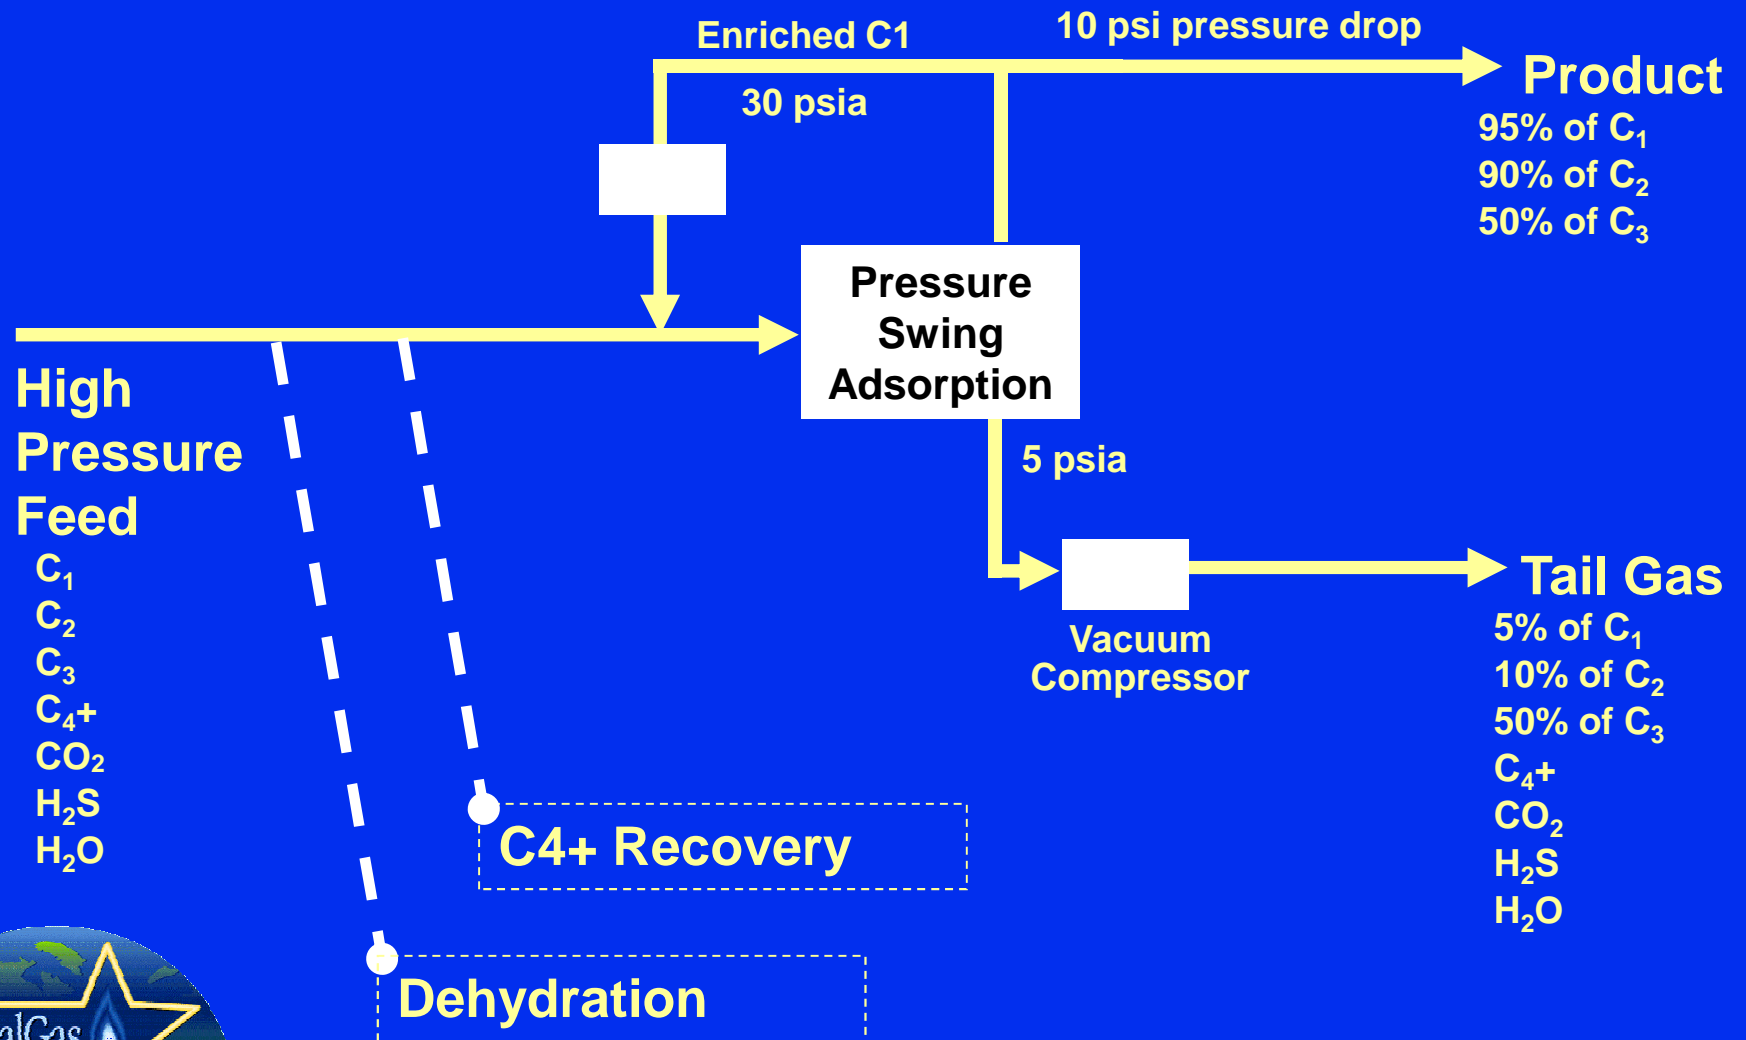 Enriched C1
10 psi pressure drop
30 psia
Product
95% of C₁
90% of C₂
50% of C₃
Pressure
Swing
Adsorption
High
Pressure
Feed
C₁
C₂
C₃
C₄+
CO₂
H₂S
H₂O
5 psia
Vacuum
Compressor
Tail Gas
5% of C₁
10% of C₂
50% of C₃
C₄+
CO₂
H₂S
H₂O
C4+ Recovery
Dehydration